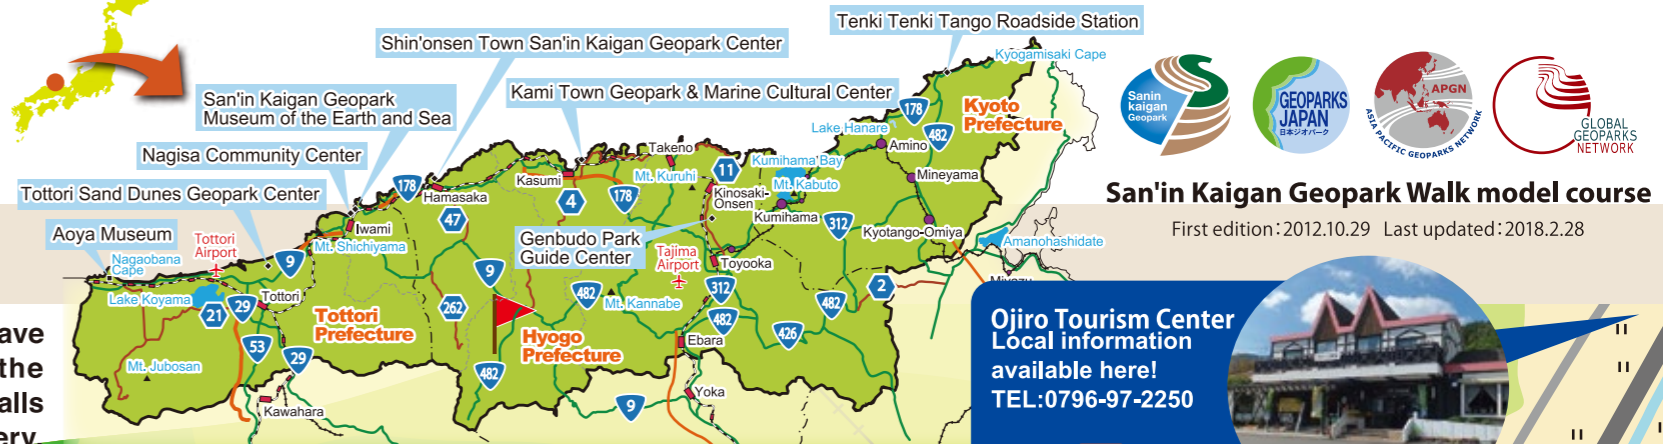 Tenki Tenki Tango Roadside Station
Shin'onsen Town San'in Kaigan Geopark Center
Kyogamisaki Cape
San'in Kaigan Geopark
Museum of the Earth and Sea
Kami Town Geopark & Marine Cultural Center
Nagisa Community Center
Tottori Sand Dunes Geopark Center
Aoya Museum
Genbudo Park
Guide Center
Kyoto
Prefecture
Lake Hanare
Amino
Mineyama
Takeno
Kumihama Bay
Mt. Kuruhi
Mt. Kabuto
Kasumi
Kinosaki-
Onsen
Kumihama
Hamasaka
Iwami
Kyotango-Omiya
Amanohashidate
Miyazu
Tottori
Airport
Mt. Shichiyama
Nagaobana
Cape
Tajima
Airport
Toyooka
Lake Koyama
Tottori
Mt. Kannabe
Tottori
Prefecture
Hyogo
Prefecture
Ebara
Mt. Jubosan
Yoka
Kawahara
178
482
11
178
4
178
47
312
9
9
482
312
2
29
21
262
482
482
53
426
29
482
9
Sanin
kaigan
Geopark
GEOPARKS
JAPAN
日本ジオパーク
APGN
ASIA PACIFIC GEOPARKS NETWORK
GLOBAL
GEOPARKS
NETWORK
San'in Kaigan Geopark Walk model course
First edition：2012.10.29 Last updated：2018.2.28
Ojiro Tourism Center
Local information
available here!
TEL:0796-97-2250
ave
the
alls
ery